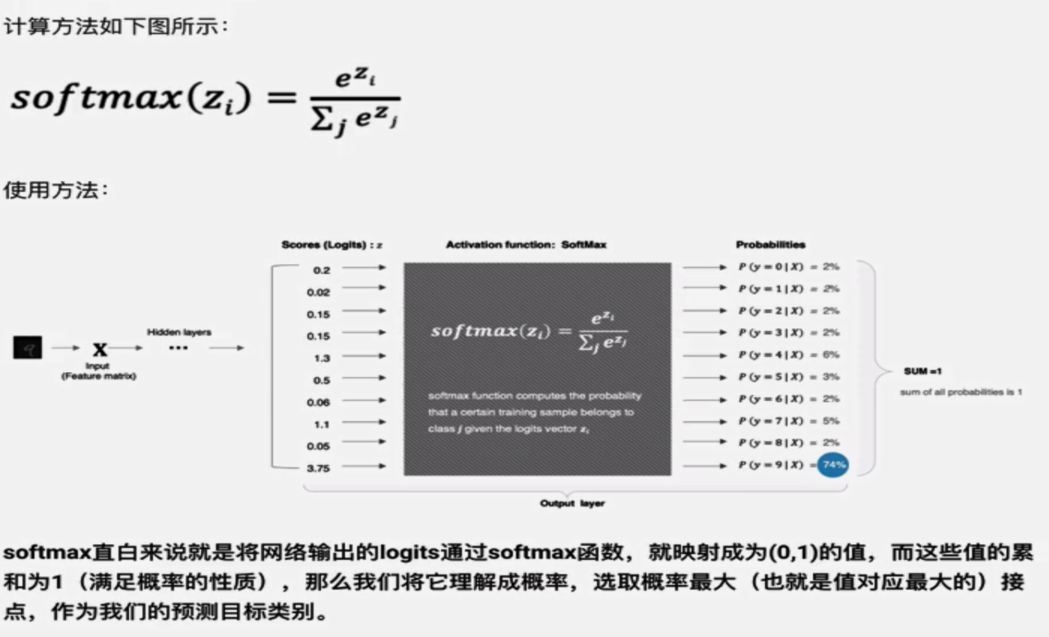 计算方法如下图所示：
softmax(z_i) = e^{z_i} / Σ_j e^{z_j}
使用方法：
Scores (Logits) : z
Activation function: SoftMax
Probabilities
0.2
0.02
0.15
0.15
1.3
0.5
0.06
1.1
0.05
3.75
Hidden layers
...
X
Input
(Feature matrix)
softmax(z_i) = e^{z_i} / Σ_j e^{z_j}
softmax function computes the probability
that a certain training sample belongs to
class j given the logits vector z_i
P (y = 0 | X) = 2%
P (y = 1 | X) = 2%
P (y = 2 | X) = 2%
P (y = 3 | X) = 2%
P (y = 4 | X) = 6%
P (y = 5 | X) = 3%
P (y = 6 | X) = 2%
P (y = 7 | X) = 5%
P (y = 8 | X) = 2%
P (y = 9 | X) = 74%
SUM =1
sum of all probabilities is 1
Output layer
softmax直白来说就是将网络输出的logits通过softmax函数，就映射成为(0,1)的值，而这些值的累
和为1（满足概率的性质），那么我们将它理解成概率，选取概率最大（也就是值对应最大的）接
点，作为我们的预测目标类别。